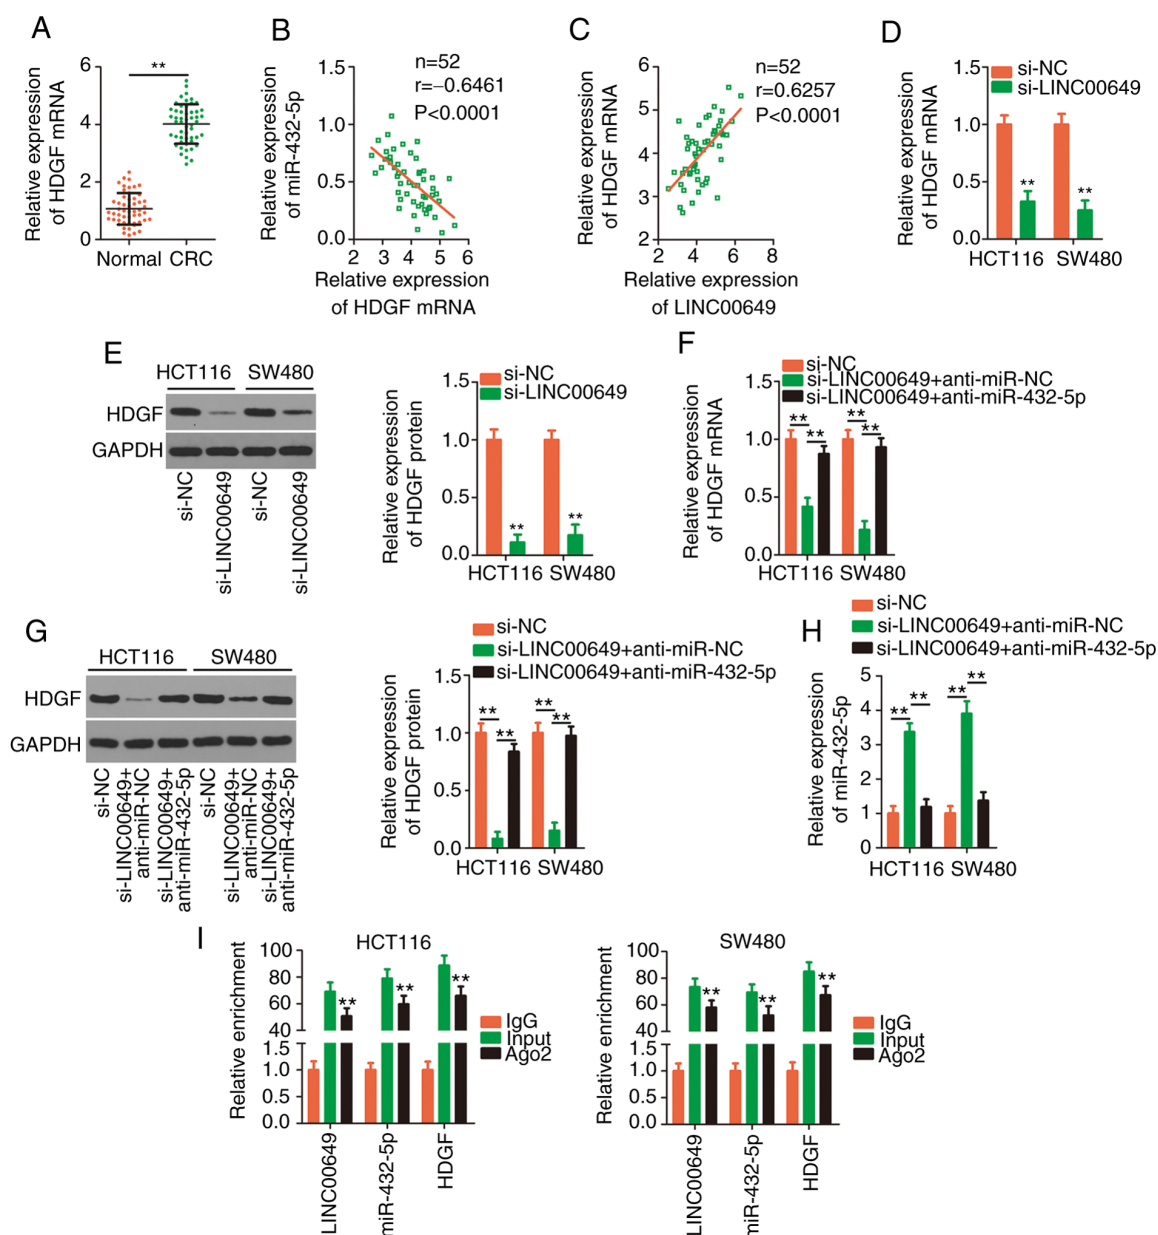 A
Relative expression
of HDGF mRNA
6
4
2
0
**
Normal CRC
B
Relative expression
of miR-432-5p
1.5
1.0
0.5
0.0
n=52
r=−0.6461
P<0.0001
2 3 4 5 6
Relative expression
of HDGF mRNA
C
Relative expression
of HDGF mRNA
6
5
4
3
2
n=52
r=0.6257
P<0.0001
2 4 6 8
Relative expression
of LINC00649
D
Relative expression
of HDGF mRNA
1.5
1.0
0.5
0.0
si-NC
si-LINC00649
** **
HCT116 SW480
E
HCT116 SW480
HDGF
GAPDH
si-NC
si-LINC00649
si-NC
si-LINC00649
Relative expression
of HDGF protein
1.5
1.0
0.5
0.0
si-NC
si-LINC00649
** **
HCT116 SW480
F
Relative expression
of HDGF mRNA
1.5
1.0
0.5
0.0
si-NC
si-LINC00649+anti-miR-NC
si-LINC00649+anti-miR-432-5p
** ** ** **
HCT116 SW480
G
HCT116 SW480
HDGF
GAPDH
si-NC
si-LINC00649+
anti-miR-NC
si-LINC00649+
anti-miR-432-5p
si-NC
si-LINC00649+
anti-miR-NC
si-LINC00649+
anti-miR-432-5p
Relative expression
of HDGF protein
1.5
1.0
0.5
0.0
si-NC
si-LINC00649+anti-miR-NC
si-LINC00649+anti-miR-432-5p
** ** ** **
HCT116 SW480
H
Relative expression
of miR-432-5p
5
4
3
2
1
0
si-NC
si-LINC00649+anti-miR-NC
si-LINC00649+anti-miR-432-5p
** ** ** **
HCT116 SW480
I
HCT116
Relative enrichment
100
80
60
40
1.5
1.0
0.5
0.0
** ** **
LINC00649
miR-432-5p
HDGF
IgG
Input
Ago2
SW480
Relative enrichment
100
80
60
40
1.5
1.0
0.5
0.0
** ** **
LINC00649
miR-432-5p
HDGF
IgG
Input
Ago2